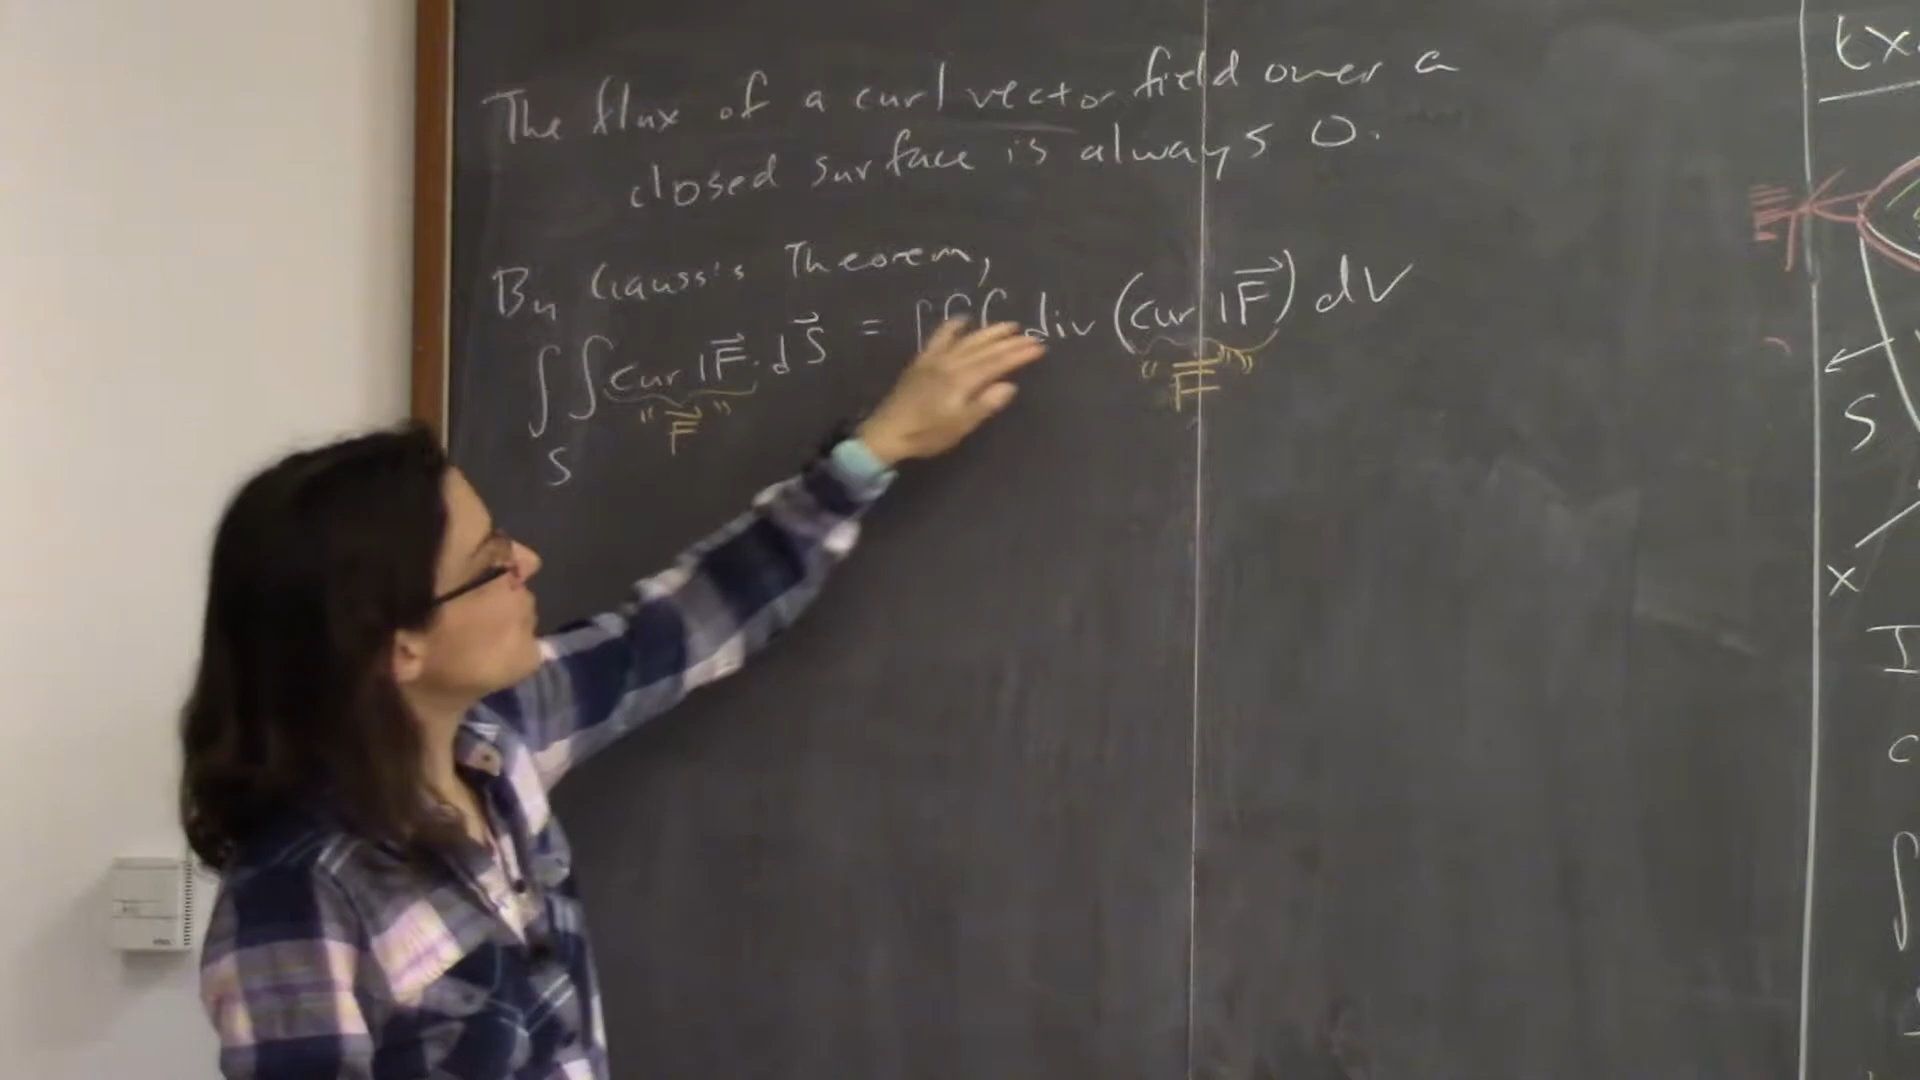 The flux of a curl vector field over a
closed surface is always 0.
By Gauss's Theorem,
∬ curl F⃗ · dS⃗ = ∭ div (curl F⃗) dV
S
" F⃗ "
" F⃗ "
Ex
S
x
I
C
∫